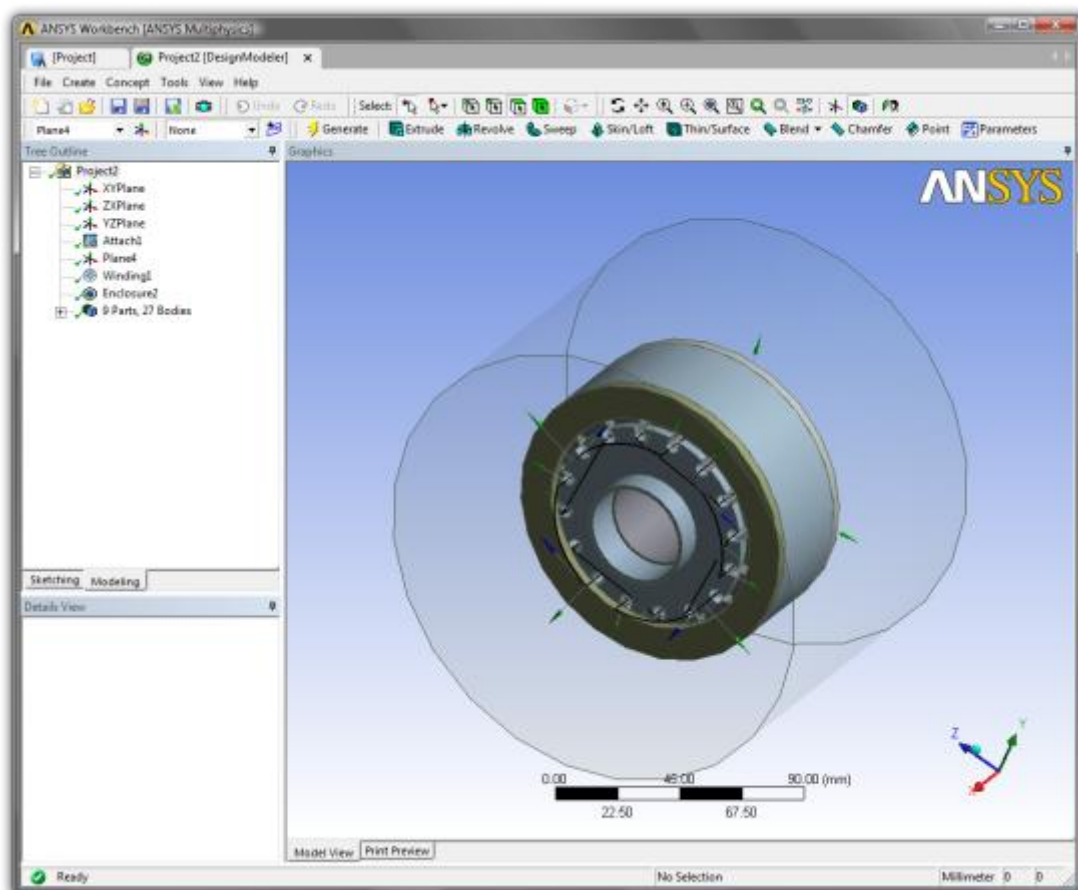 ANSYS Workbench [ANSYS Multiphysics]
[Project] Project2 [DesignModeler]
File Create Concept Tools View Help
Undo Redo Select:
Plane4 None Generate Extrude Revolve Sweep Skin/Loft Thin/Surface Blend Chamfer Point Parameters
Tree Outline
Graphics
ANSYS
Project2
XYPlane
ZXPlane
YZPlane
Attach1
Plane4
Winding1
Enclosure2
9 Parts, 27 Bodies
Sketching Modeling
Details View
Z Y
X
0.00 45.00 90.00 (mm)
22.50 67.50
Model View Print Preview
Ready No Selection Millimeter 0 0